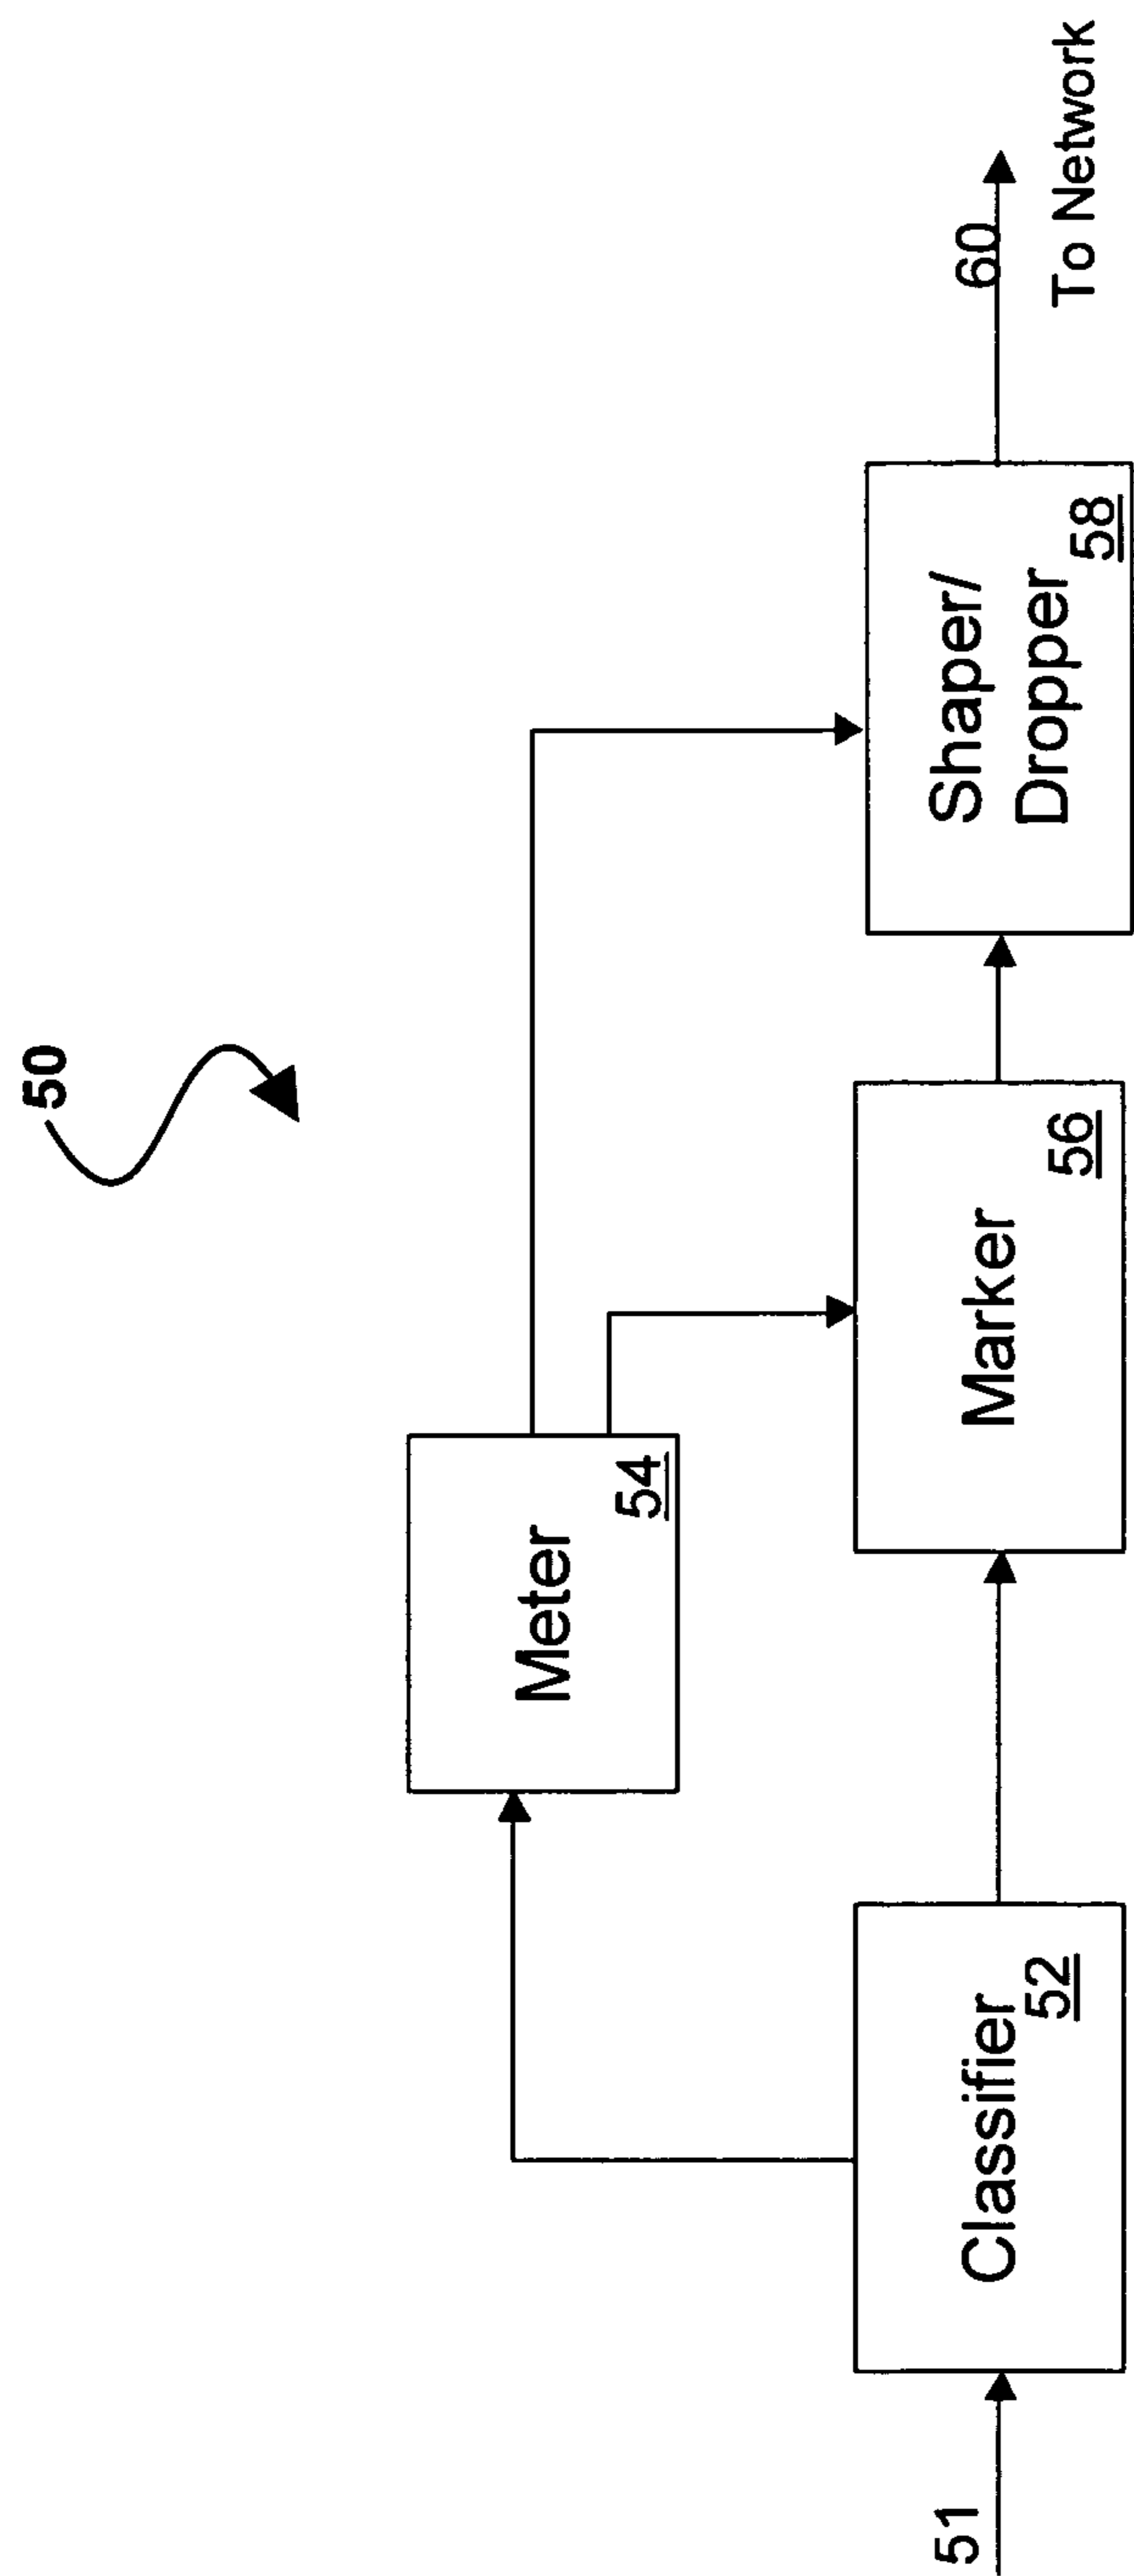 50
Meter
54
51
Classifier
52
Marker
56
Shaper/
Dropper
58
60
To Network